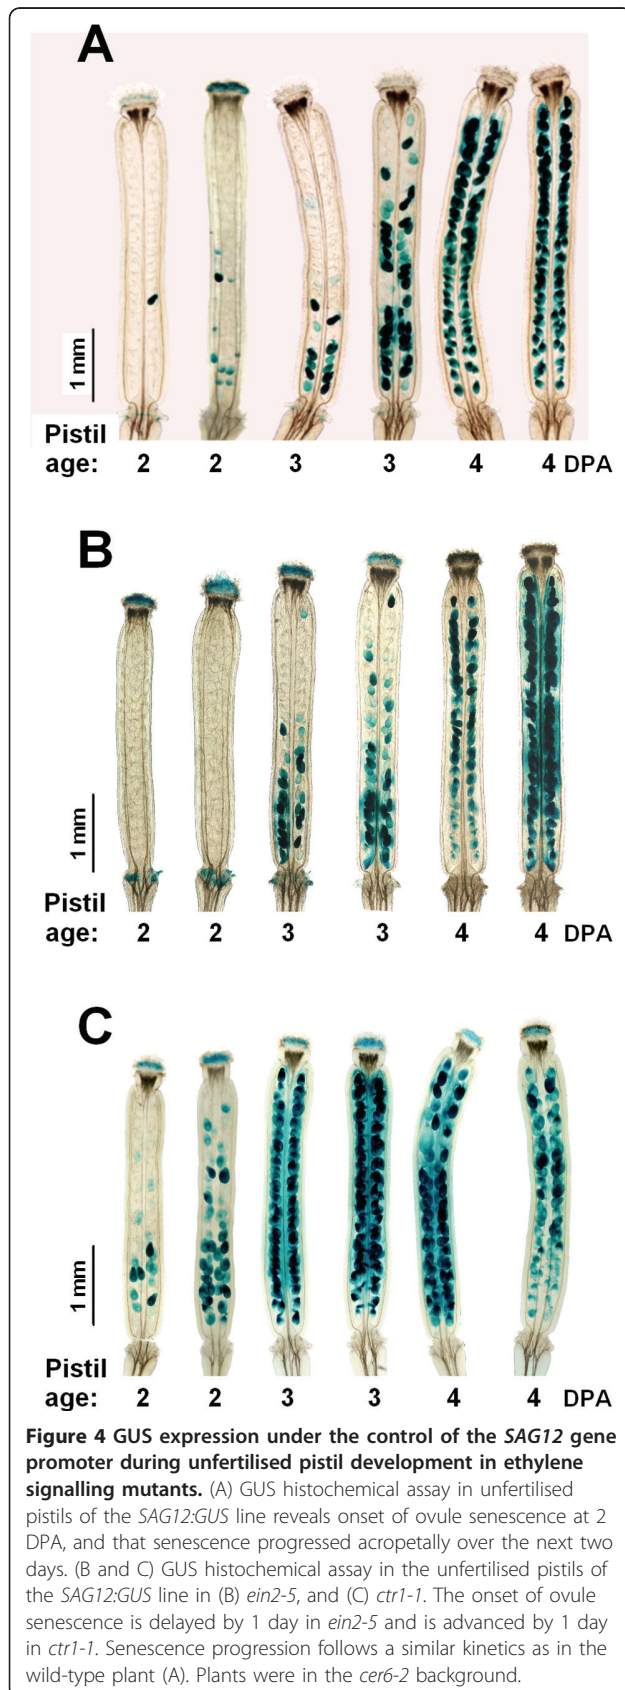 A
1 mm
Pistil
age: 2 2 3 3 4 4 DPA
B
1 mm
Pistil
age: 2 2 3 3 4 4 DPA
C
1 mm
Pistil
age: 2 2 3 3 4 4 DPA
Figure 4 GUS expression under the control of the SAG12 gene
promoter during unfertilised pistil development in ethylene
signalling mutants. (A) GUS histochemical assay in unfertilised
pistils of the SAG12:GUS line reveals onset of ovule senescence at 2
DPA, and that senescence progressed acropetally over the next two
days. (B and C) GUS histochemical assay in the unfertilised pistils of
the SAG12:GUS line in (B) ein2-5, and (C) ctr1-1. The onset of ovule
senescence is delayed by 1 day in ein2-5 and is advanced by 1 day
in ctr1-1. Senescence progression follows a similar kinetics as in the
wild-type plant (A). Plants were in the cer6-2 background.